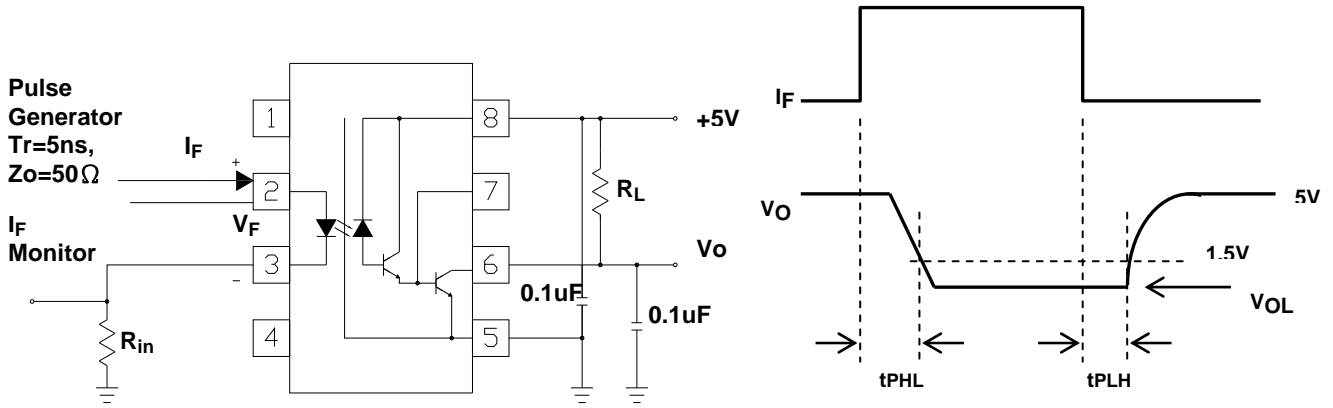 Pulse
Generator
Tr=5ns,
Zo=50Ω
IF
IF
Monitor
VF
+
−
Rin
1
2
3
4
8
7
6
5
+5V
RL
Vo
0.1uF
0.1uF
IF
VO
5V
1.5V
VOL
tPHL
tPLH